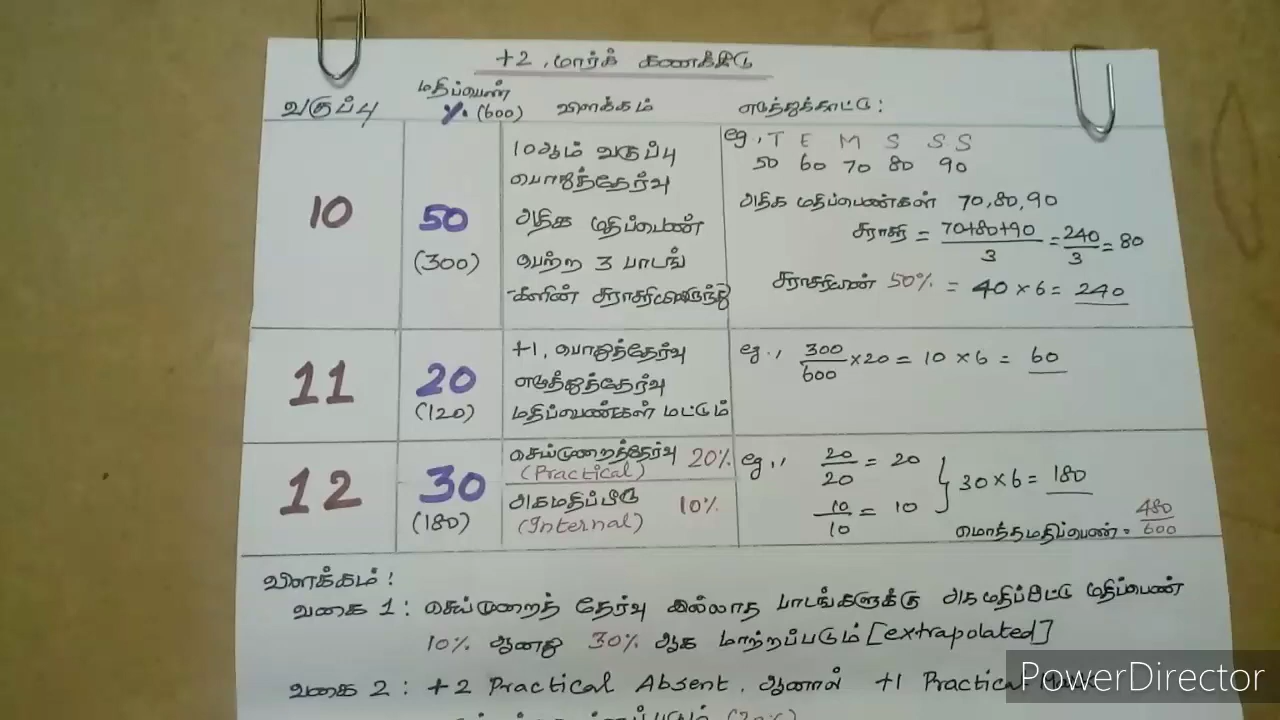 +2 மார்க் கணக்கீடு
வகுப்பு மதிப்பெண் % (600) விளக்கம் எடுத்துக்காட்டு:
10
50
(300)
10ஆம் வகுப்பு
பொதுத்தேர்வு
அதிக மதிப்பெண்
பெற்ற 3 பாடங்
-களின் சராசரியிலிருந்து
eg., T E M S S.S
50 60 70 80 90
அதிக மதிப்பெண்கள் 70,80,90
சராசரி = 70+80+90/3 = 240/3 = 80
சராசரியின் 50% = 40 × 6 = 240
11
20
(120)
+1, பொதுத்தேர்வு
எழுத்துத்தேர்வு
மதிப்பெண்கள் மட்டும்
eg., 300/600 × 20 = 10 × 6 = 60
12
30
(180)
செய்முறைத்தேர்வு 20%
(Practical)
அகமதிப்பீடு 10%
(Internal)
eg., 20/20 = 20
10/10 = 10
} 30 × 6 = 180
மொத்தமதிப்பெண் = 480/600
விளக்கம்:
வகை 1: செய்முறைத் தேர்வு இல்லாத பாடங்களுக்கு அகமதிப்பீட்டு மதிப்பெண்
10% ஆனது 30% ஆக மாற்றப்படும் [extrapolated]
வகை 2: +2 Practical Absent, ஆனால் +1 Practical
PowerDirector